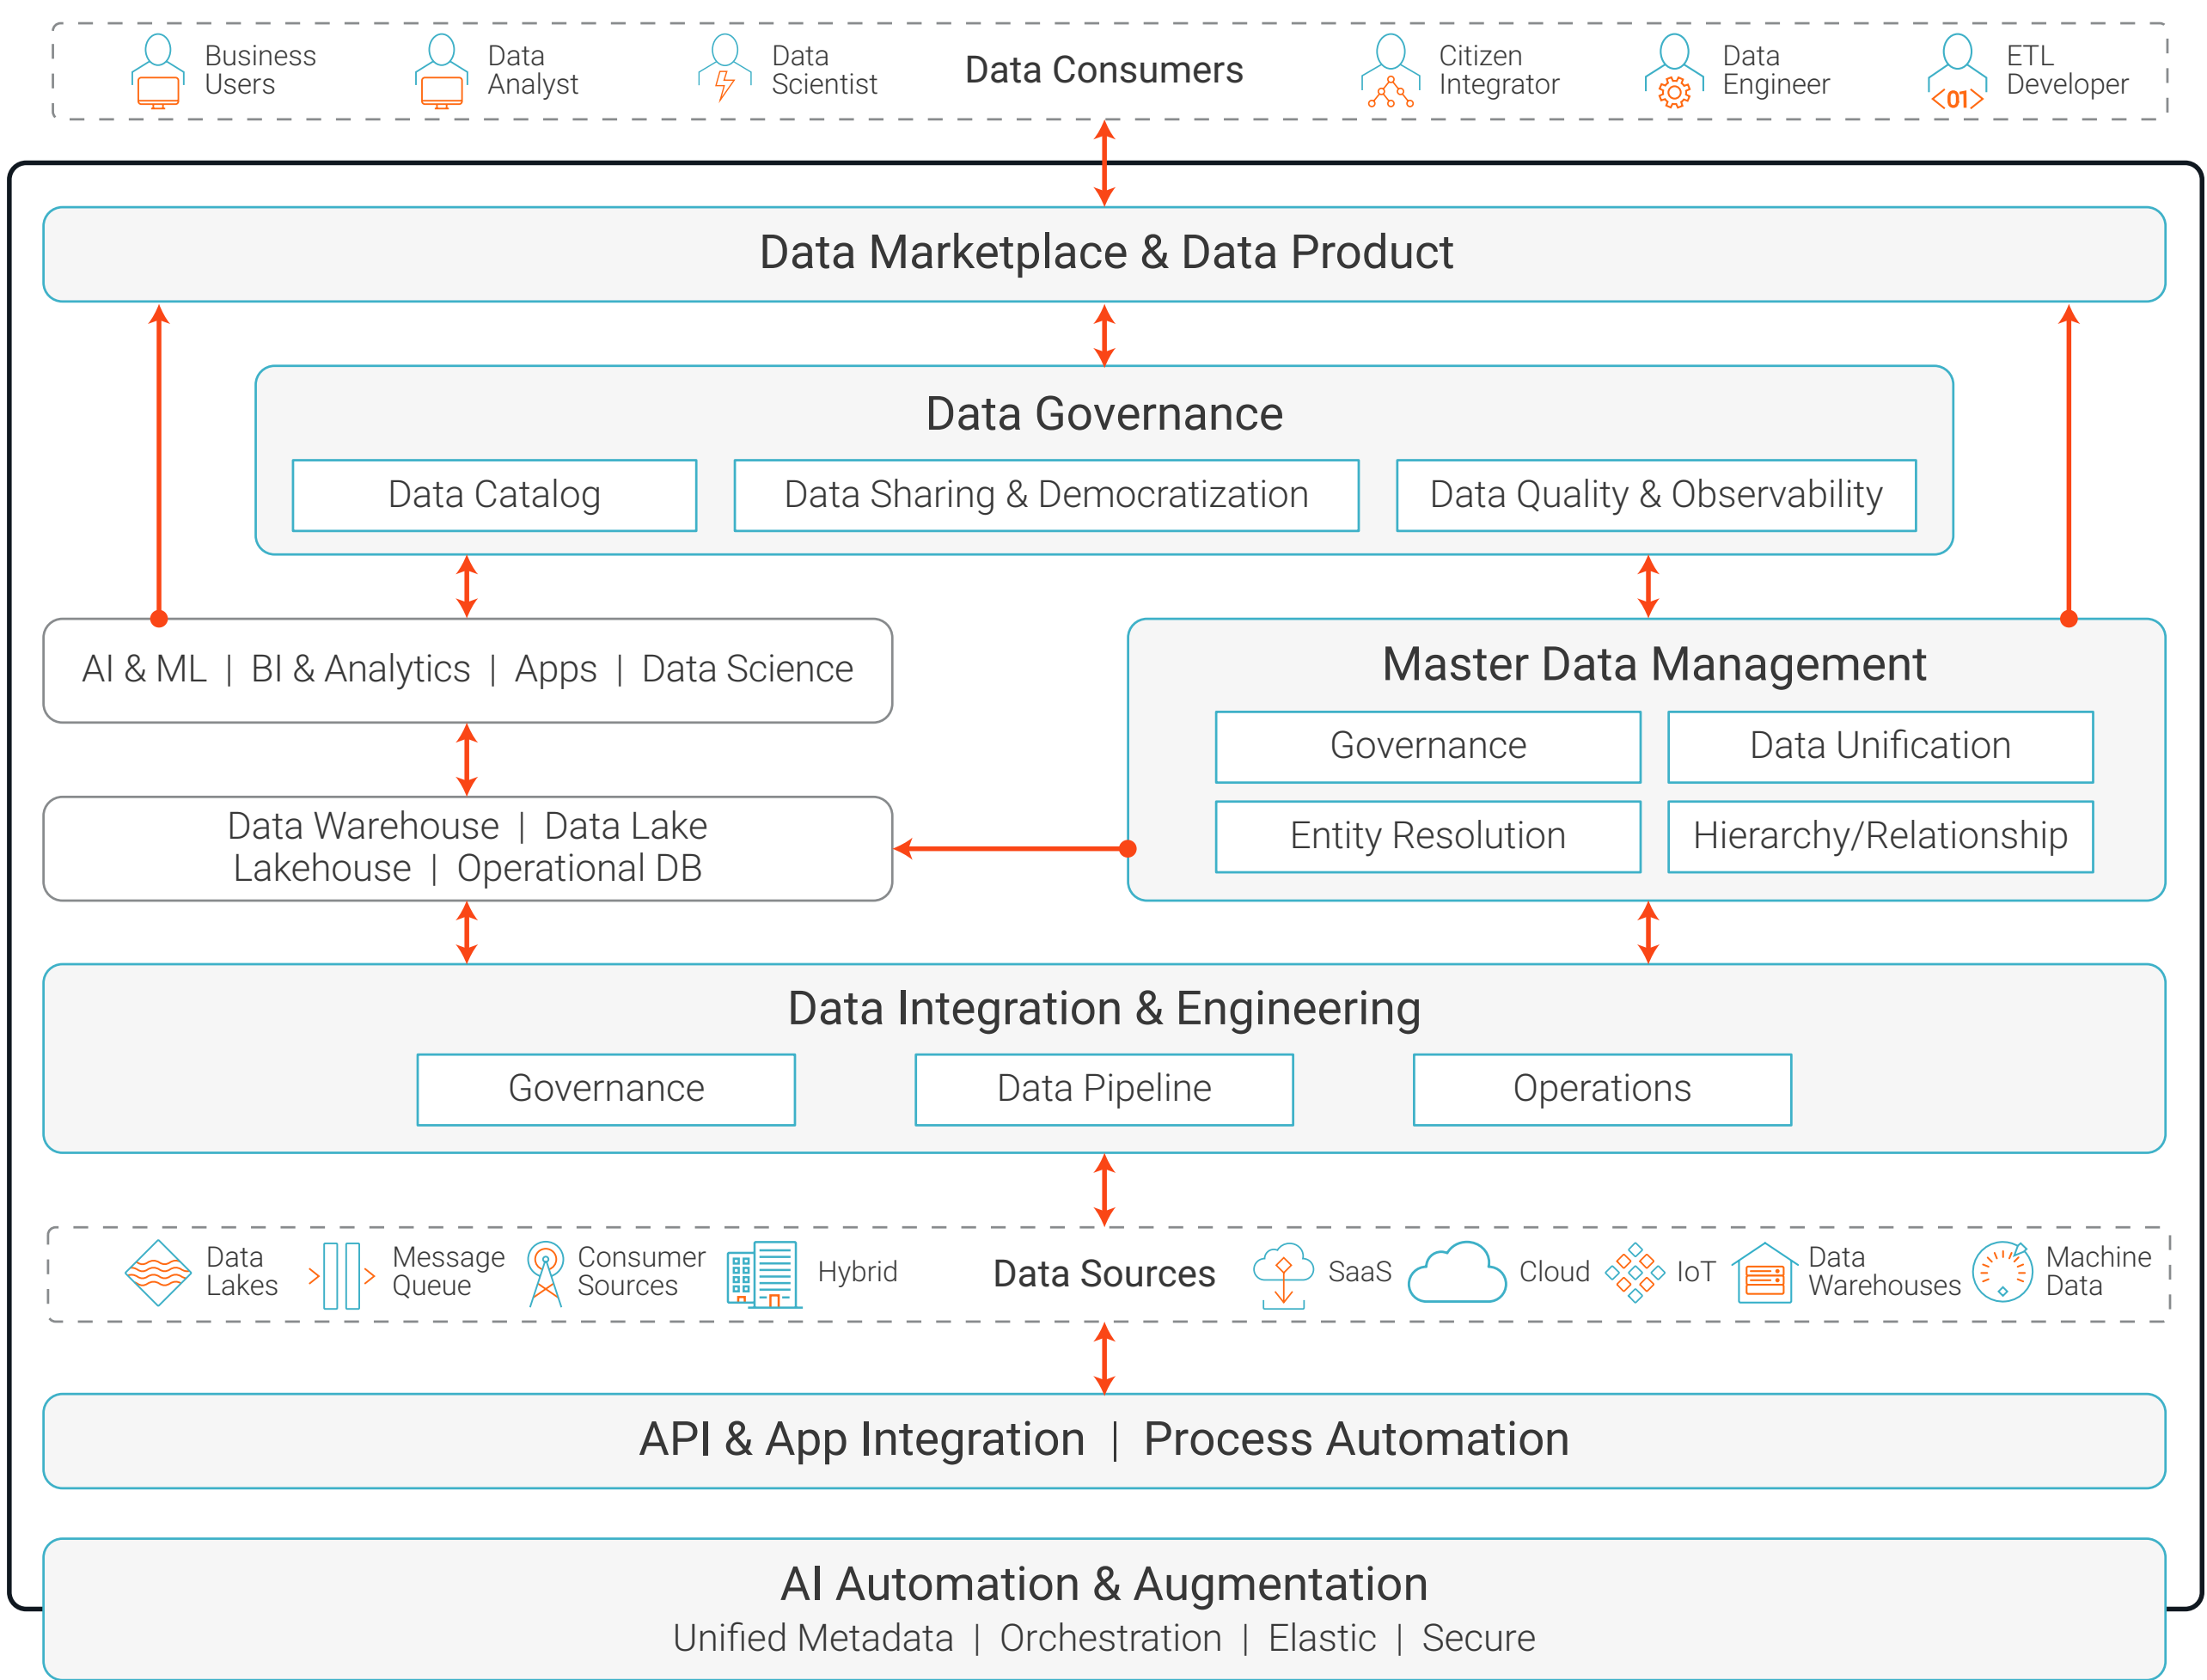 Business
Users
Data
Analyst
Data
Scientist
Data Consumers
Citizen
Integrator
Data
Engineer
<01>
ETL
Developer
Data Marketplace & Data Product
Data Governance
Data Catalog
Data Sharing & Democratization
Data Quality & Observability
AI & ML | BI & Analytics | Apps | Data Science
Master Data Management
Governance
Data Unification
Entity Resolution
Hierarchy/Relationship
Data Warehouse | Data Lake
Lakehouse | Operational DB
Data Integration & Engineering
Governance
Data Pipeline
Operations
Data
Lakes
Message
Queue
Consumer
Sources
Hybrid
Data Sources
SaaS
Cloud
IoT
Data
Warehouses
Machine
Data
API & App Integration | Process Automation
AI Automation & Augmentation
Unified Metadata | Orchestration | Elastic | Secure